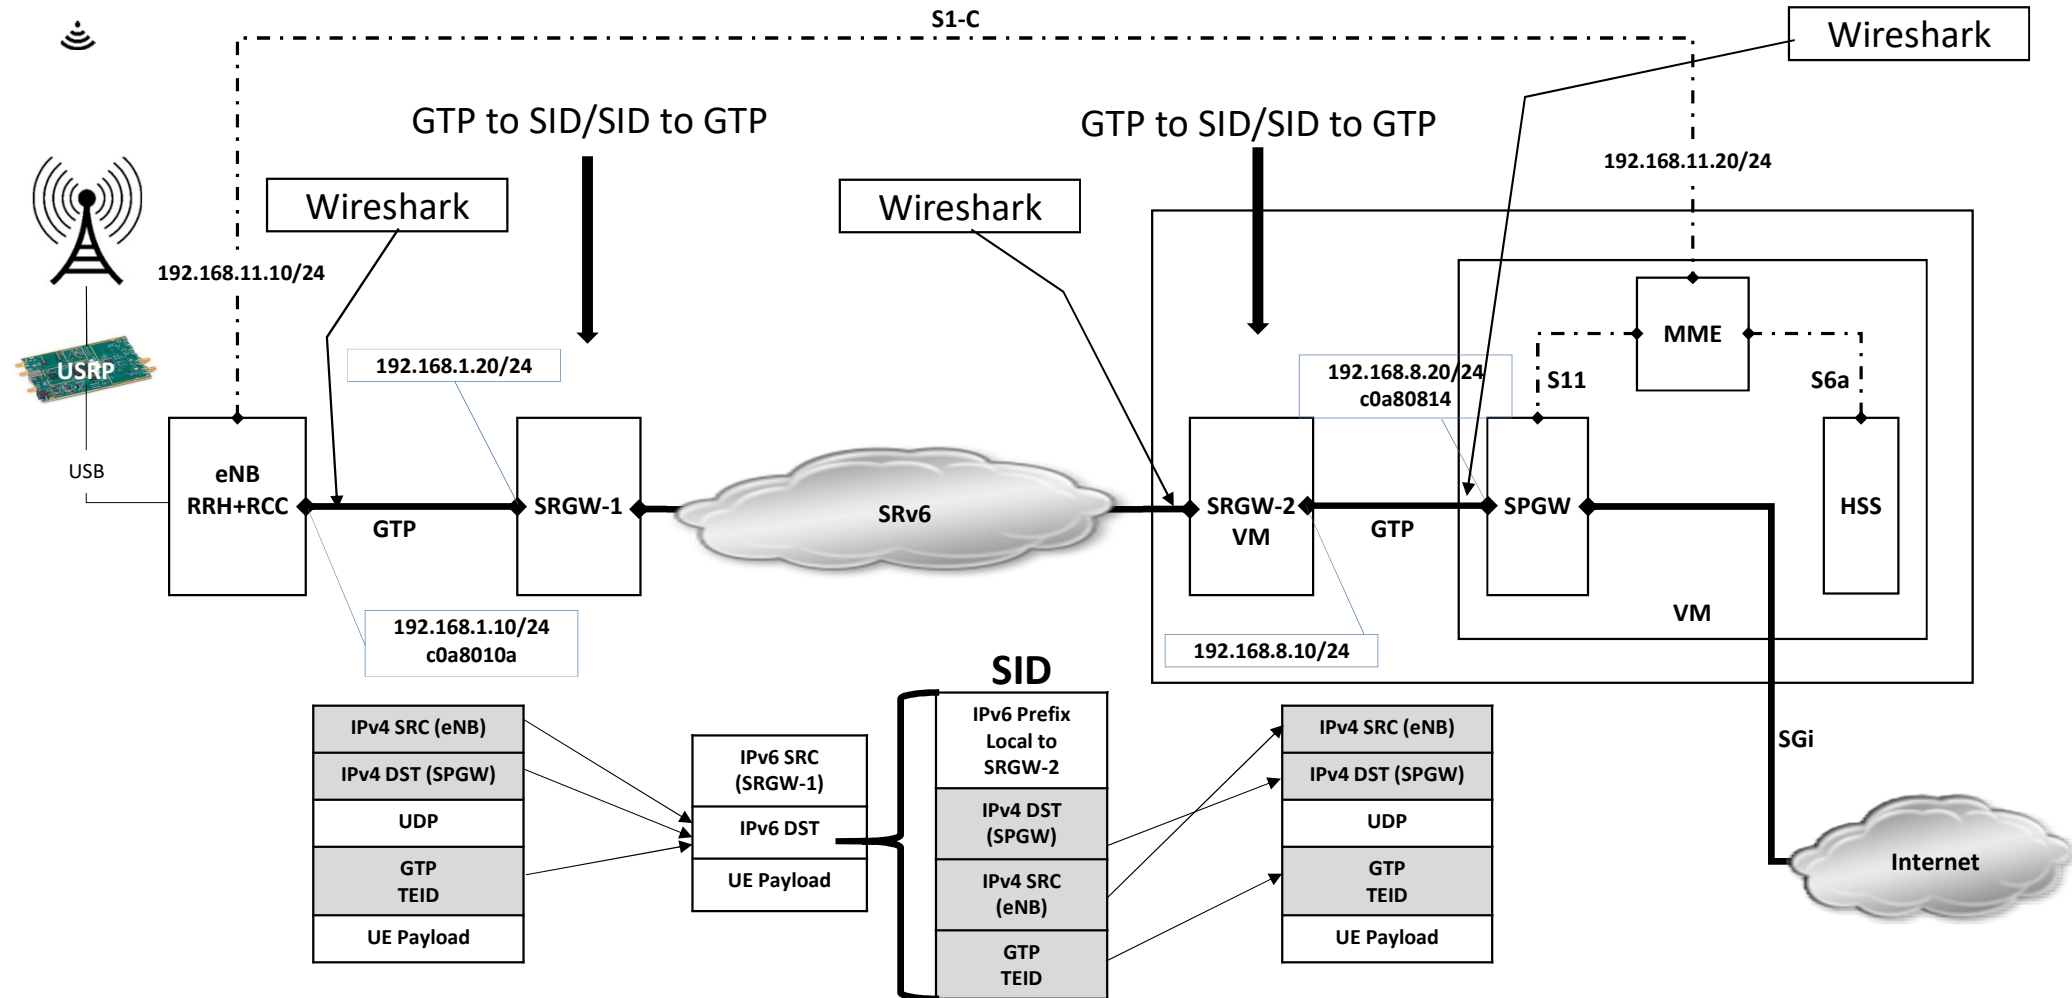 S1-C
Wireshark
GTP to SID/SID to GTP
GTP to SID/SID to GTP
192.168.11.20/24
Wireshark
Wireshark
192.168.11.10/24
MME
USRP
192.168.1.20/24
192.168.8.20/24
c0a80814
S11
S6a
USB
eNB
RRH+RCC
GTP
SRGW-1
SRv6
SRGW-2
VM
GTP
SPGW
HSS
VM
192.168.1.10/24
c0a8010a
192.168.8.10/24
SID
IPv4 SRC (eNB)
IPv4 DST (SPGW)
UDP
GTP
TEID
UE Payload
IPv6 SRC
(SRGW-1)
IPv6 DST
UE Payload
IPv6 Prefix
Local to
SRGW-2
IPv4 DST
(SPGW)
IPv4 SRC
(eNB)
GTP
TEID
IPv4 SRC (eNB)
IPv4 DST (SPGW)
UDP
GTP
TEID
UE Payload
SGi
Internet